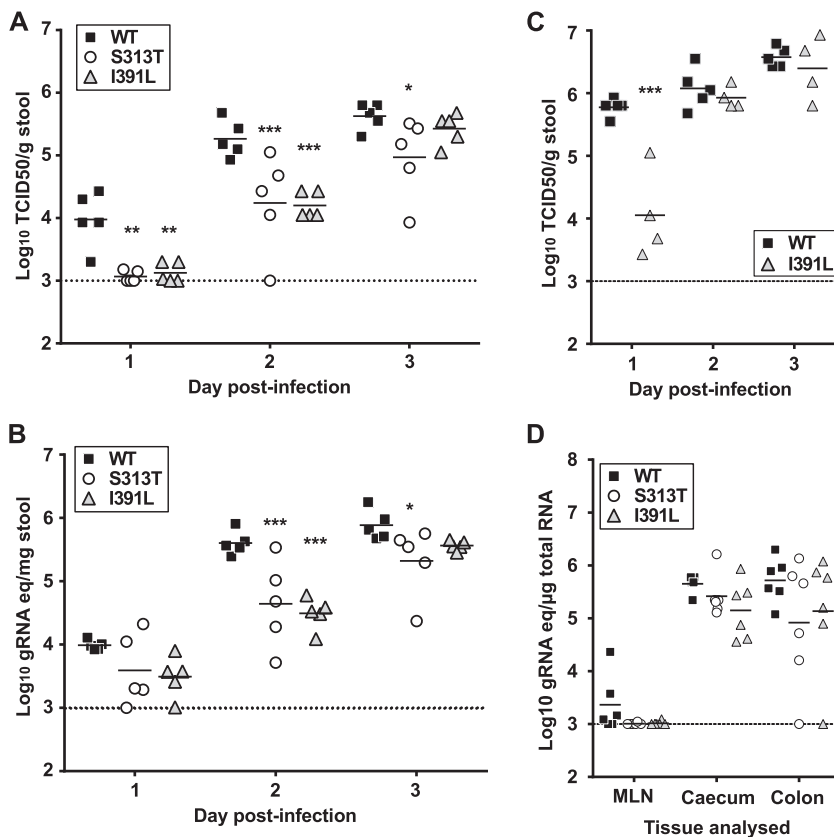 A
WT
S313T
I391L
Log10 TCID50/g stool
7
6
5
4
3
2
**
**
***
***
*
1
2
3
Day post-infection
C
Log10 TCID50/g stool
7
6
5
4
3
2
***
WT
I391L
1
2
3
Day post-infection
B
WT
S313T
I391L
Log10 gRNA eq/mg stool
7
6
5
4
3
2
***
***
*
1
2
3
Day post-infection
D
WT
S313T
I391L
Log10 gRNA eq/µg total RNA
8
7
6
5
4
3
2
MLN
Caecum
Colon
Tissue analysed